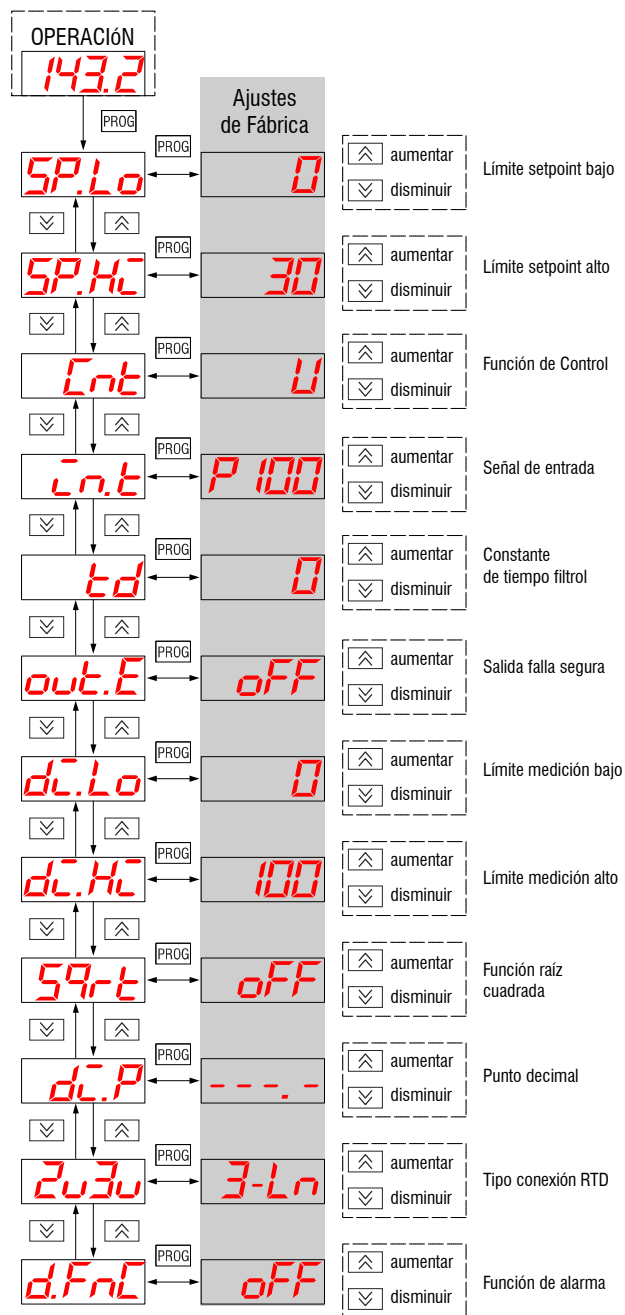 OPERACIóN
143.2
PROG
Ajustes
de Fábrica
SP.Lo
PROG
0
aumentar
disminuir
Límite setpoint bajo
SP.Hi
PROG
30
aumentar
disminuir
Límite setpoint alto
Cnt
PROG
U
aumentar
disminuir
Función de Control
in.t
PROG
P100
aumentar
disminuir
Señal de entrada
td
PROG
0
aumentar
disminuir
Constante
de tiempo filtrol
out.E
PROG
oFF
aumentar
disminuir
Salida falla segura
di.Lo
PROG
0
aumentar
disminuir
Límite medición bajo
di.Hi
PROG
100
aumentar
disminuir
Límite medición alto
Sqrt
PROG
oFF
aumentar
disminuir
Función raíz
cuadrada
di.P
PROG
---.-
aumentar
disminuir
Punto decimal
2u3u
PROG
3-Ln
aumentar
disminuir
Tipo conexión RTD
d.FnC
PROG
oFF
aumentar
disminuir
Función de alarma